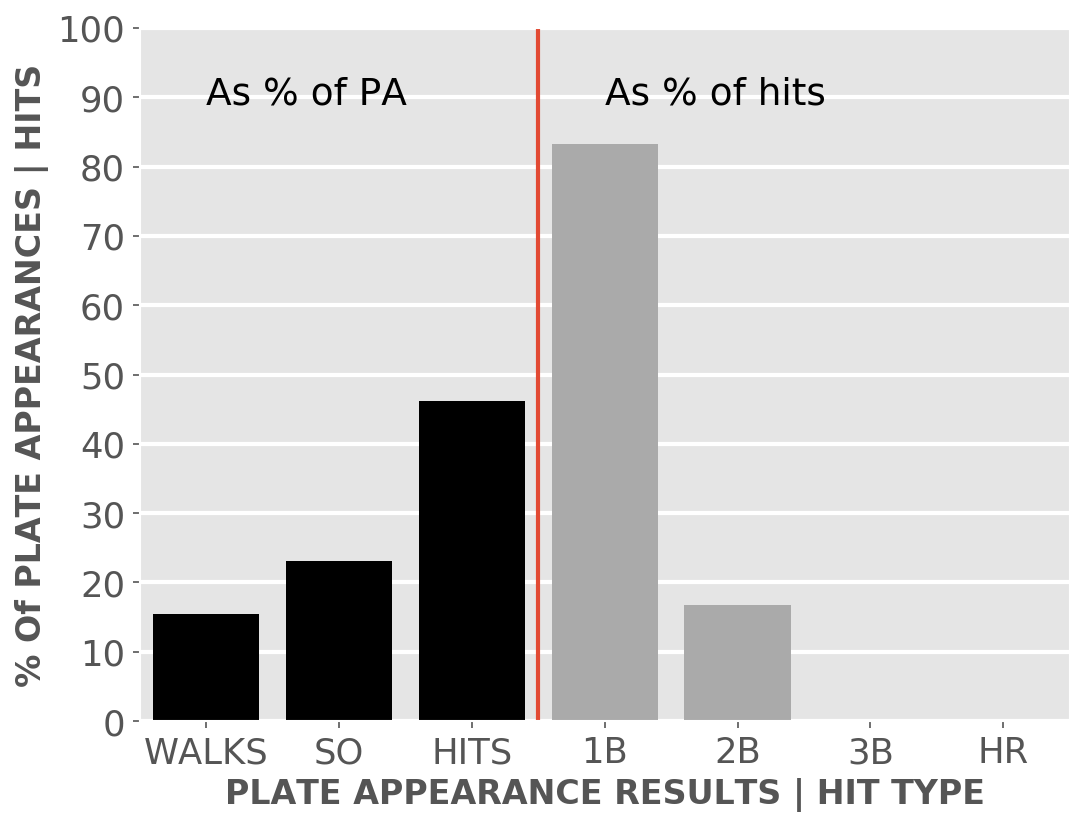 % Of PLATE APPEARANCES | HITS
100
90
80
70
60
50
40
30
20
10
0
As % of PA
As % of hits
WALKS SO HITS 1B 2B 3B HR
PLATE APPEARANCE RESULTS | HIT TYPE